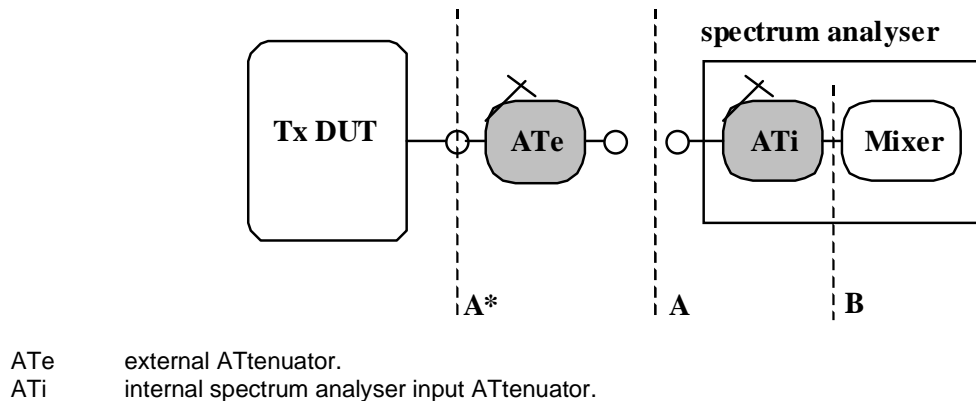 spectrum analyser
Tx DUT
ATe
ATi
Mixer
A*
A
B
ATe external ATtenuator.
ATi internal spectrum analyser input ATtenuator.